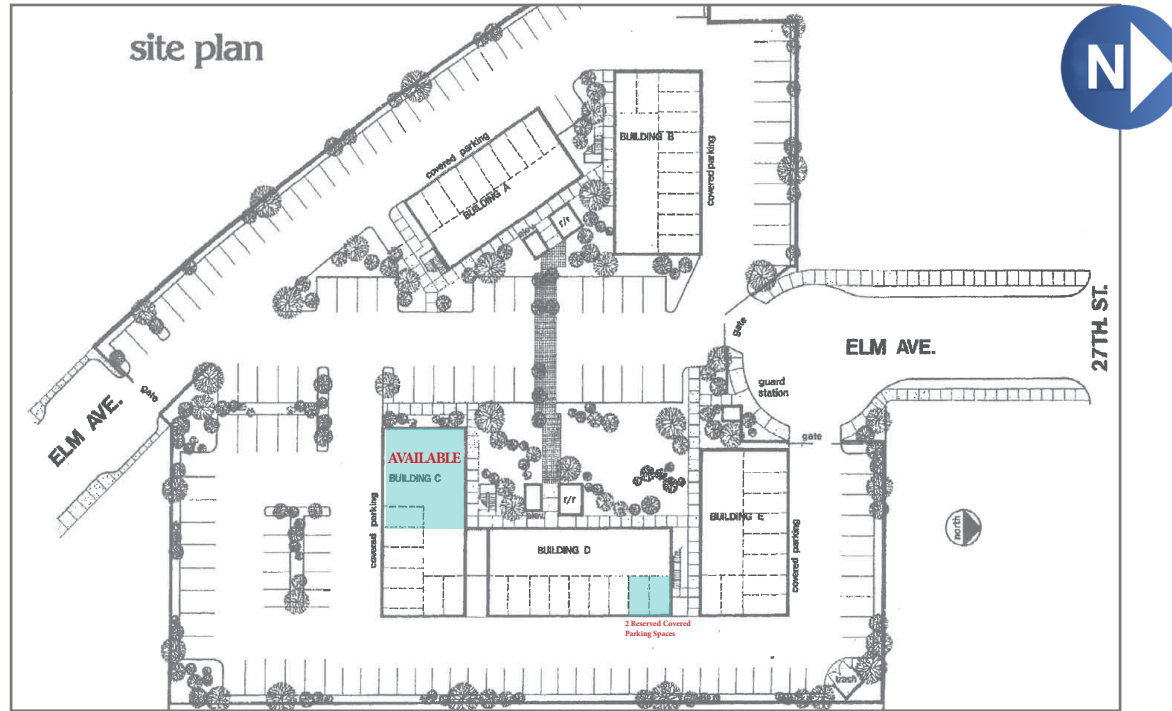 site plan
N
covered parking
BUILDING A
BUILDING B
covered parking
r/r
gate
ELM AVE.
27TH. ST.
guard
station
gate
gate
ELM AVE.
AVAILABLE
BUILDING C
covered parking
elev.
r/r
BUILDING D
BUILDING E
covered parking
north
2 Reserved Covered
Parking Spaces
trash